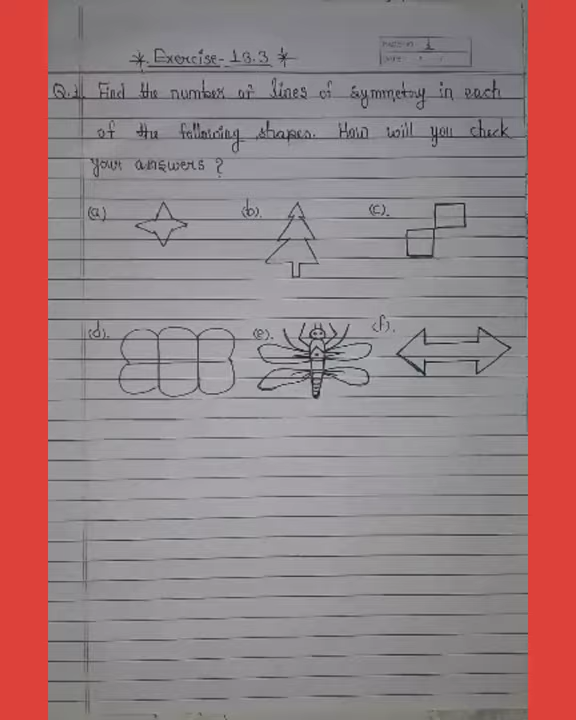 * Exercise-13.3 *
1
Q.1 Find the number of lines of symmetry in each
of the following shapes. How will you check
your answers ?
(a) (b). (c).
(d). (e). (f).